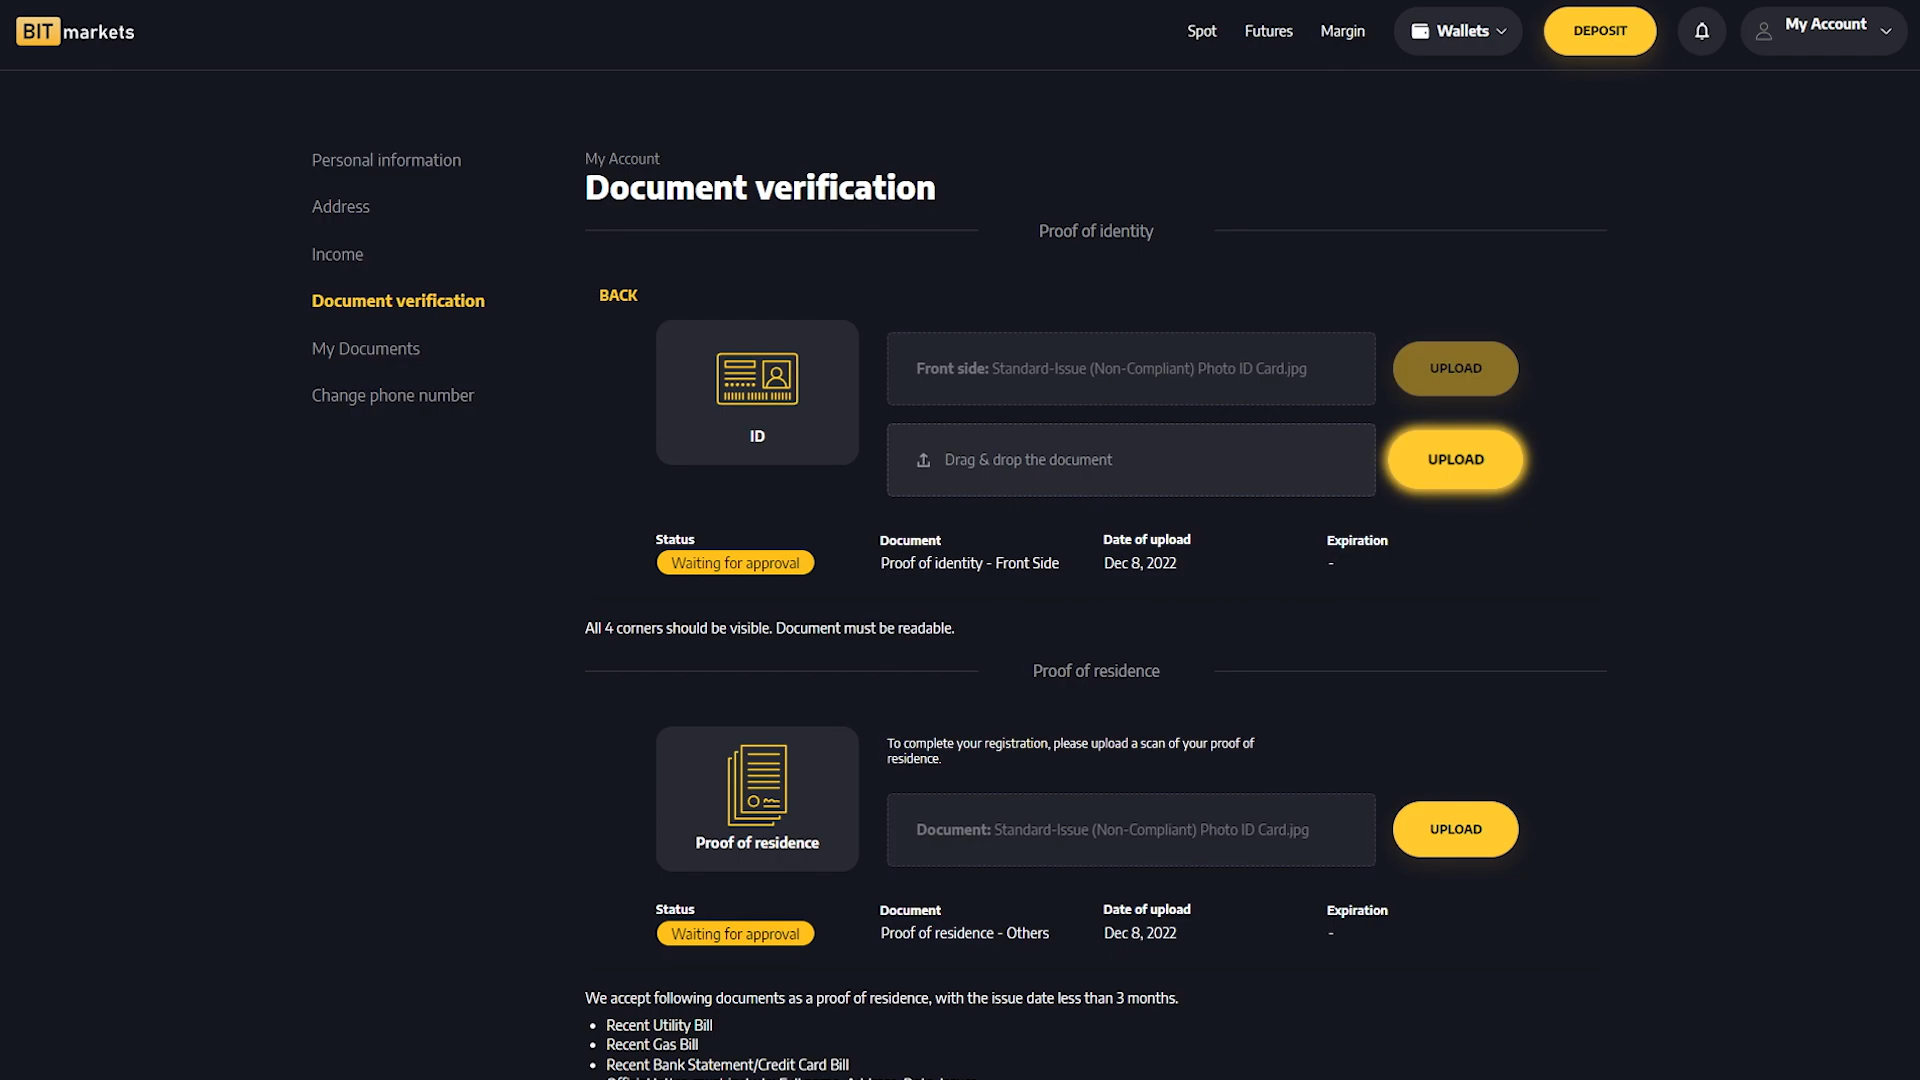 BIT markets
Spot
Futures
Margin
Wallets
DEPOSIT
My Account
Personal information
Address
Income
Document verification
My Documents
Change phone number
My Account
Document verification
Proof of identity
BACK
ID
Front side: Standard-Issue (Non-Compliant) Photo ID Card.jpg
UPLOAD
Drag & drop the document
UPLOAD
Status
Document
Date of upload
Expiration
Waiting for approval
Proof of identity - Front Side
Dec 8, 2022
-
All 4 corners should be visible. Document must be readable.
Proof of residence
To complete your registration, please upload a scan of your proof of
residence.
Proof of residence
Document: Standard-Issue (Non-Compliant) Photo ID Card.jpg
UPLOAD
Status
Document
Date of upload
Expiration
Waiting for approval
Proof of residence - Others
Dec 8, 2022
-
We accept following documents as a proof of residence, with the issue date less than 3 months.
• Recent Utility Bill
• Recent Gas Bill
• Recent Bank Statement/Credit Card Bill